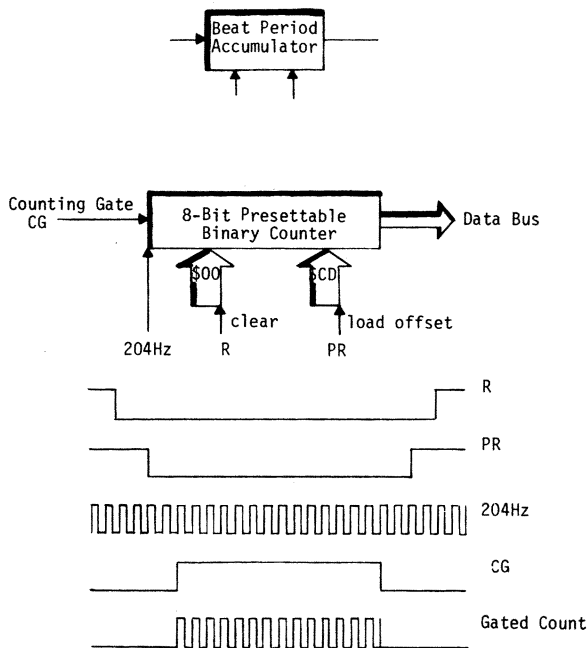 Beat Period
Accumulator
Counting Gate
CG
8-Bit Presettable
Binary Counter
Data Bus
$00
$CD
clear
load offset
204Hz
R
PR
R
PR
204Hz
CG
Gated Count